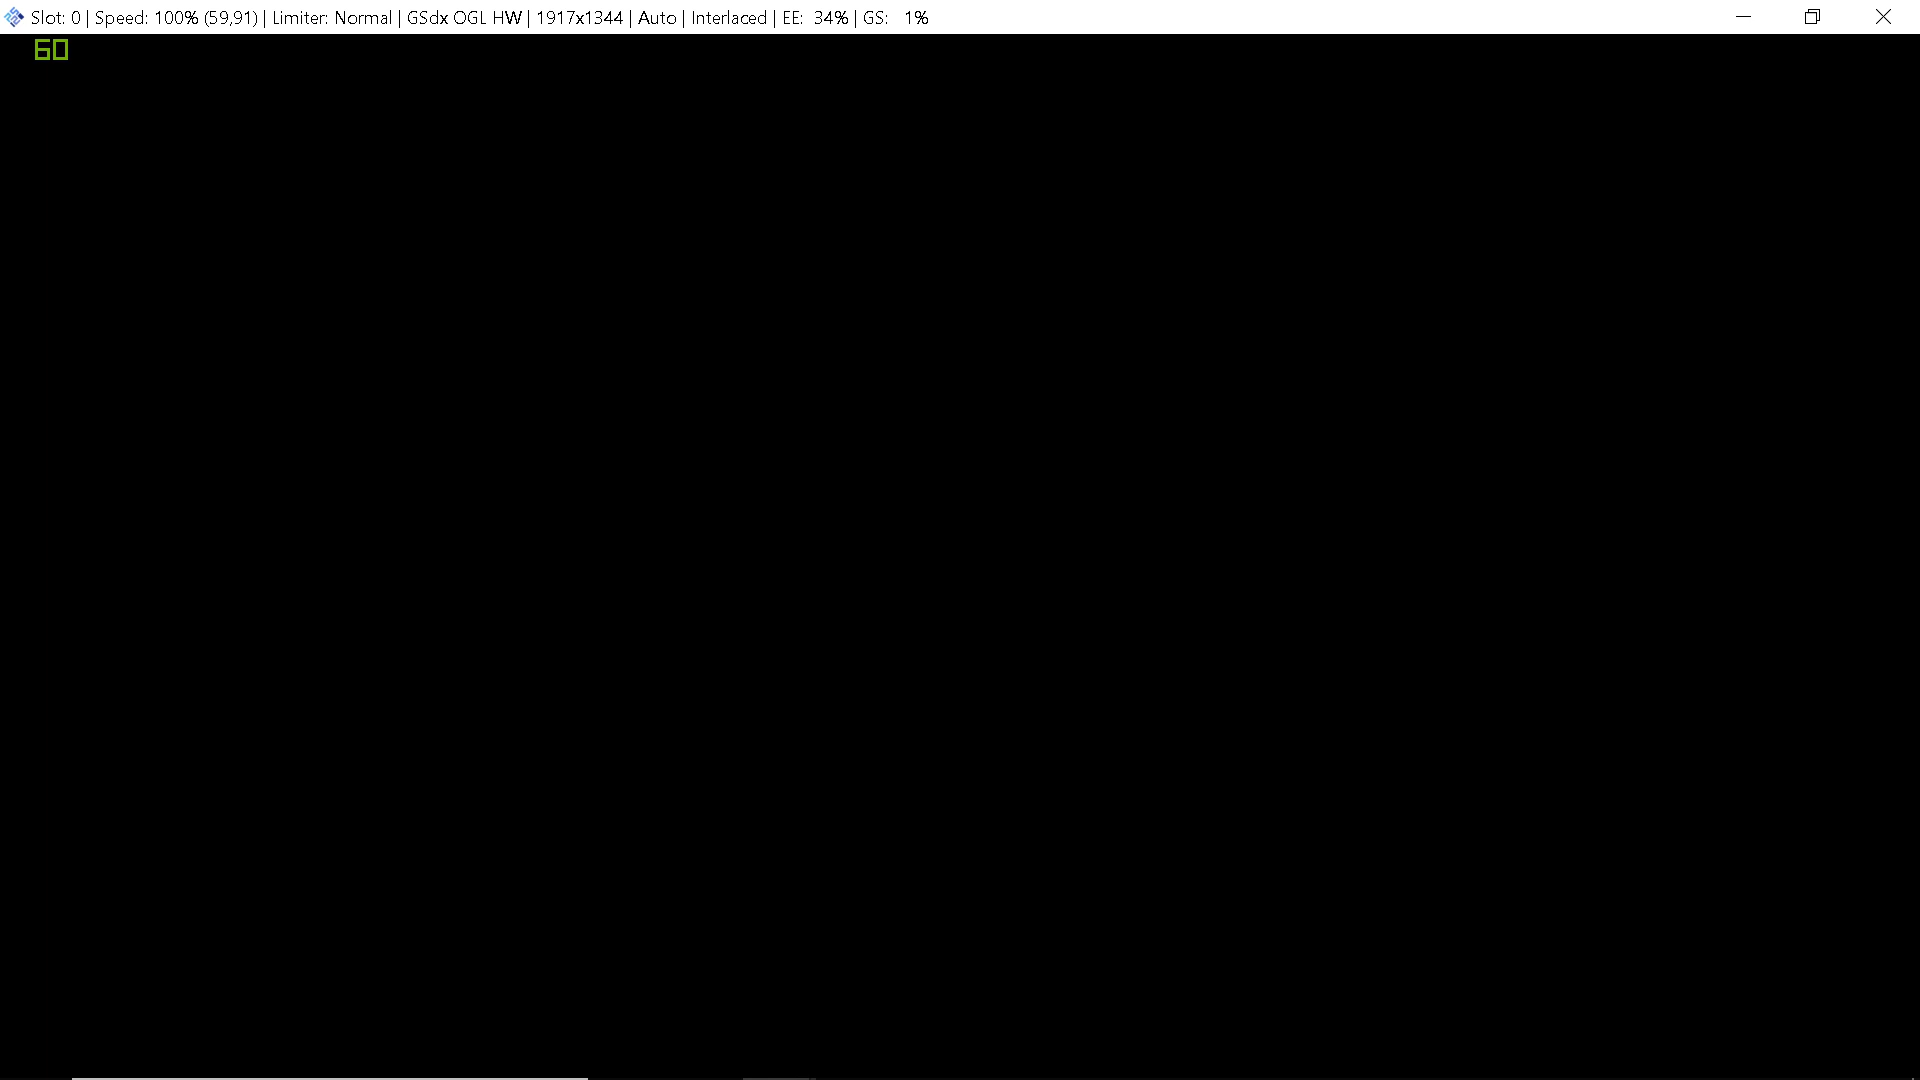 Slot: 0 | Speed: 100% (59,91) | Limiter: Normal | GSdx OGL HW | 1917x1344 | Auto | Interlaced | EE: 34% | GS: 1%
60